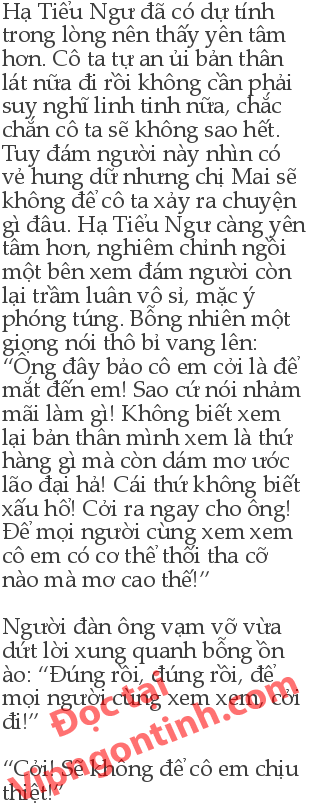 Hạ Tiểu Ngư đã có dự tính
trong lòng nên thấy yên tâm
hơn. Cô ta tự an ủi bản thân
lát nữa đi rồi không cần phải
suy nghĩ linh tinh nữa, chắc
chắn cô ta sẽ không sao hết.
Tuy đám người này nhìn có
vẻ hung dữ nhưng chị Mai sẽ
không để cô ta xảy ra chuyện
gì đâu. Hạ Tiểu Ngư càng yên
tâm hơn, nghiêm chỉnh ngồi
một bên xem đám người còn
lại trầm luân vô sỉ, mặc ý
phóng túng. Bỗng nhiên một
giọng nói thô bỉ vang lên:
“Ông đây bảo cô em cởi là để
mắt đến em! Sao cứ nói nhảm
mãi làm gì! Không biết xem
lại bản thân mình xem là thứ
hàng gì mà còn dám mơ ước
lão đại hả! Cái thứ không biết
xấu hổ! Cởi ra ngay cho ông!
Để mọi người cùng xem xem
cô em có cơ thể thối tha cỡ
nào mà mơ cao thế!”

Người đàn ông vạm vỡ vừa
dứt lời xung quanh bỗng ồn
ào: “Đúng rồi, đúng rồi, để
mọi người cùng xem xem, cởi
đi!”

“Cởi! Sẽ không để cô em chịu
thiệt!”
Đọc tại
Vipngontinh.com